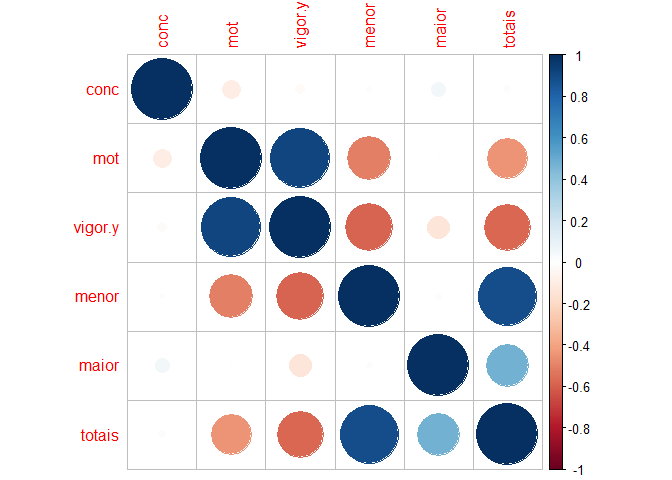 conc
mot
vigor.y
menor
maior
totais
conc
mot
vigor.y
menor
maior
totais
1
0.8
0.6
0.4
0.2
0
-0.2
-0.4
-0.6
-0.8
-1